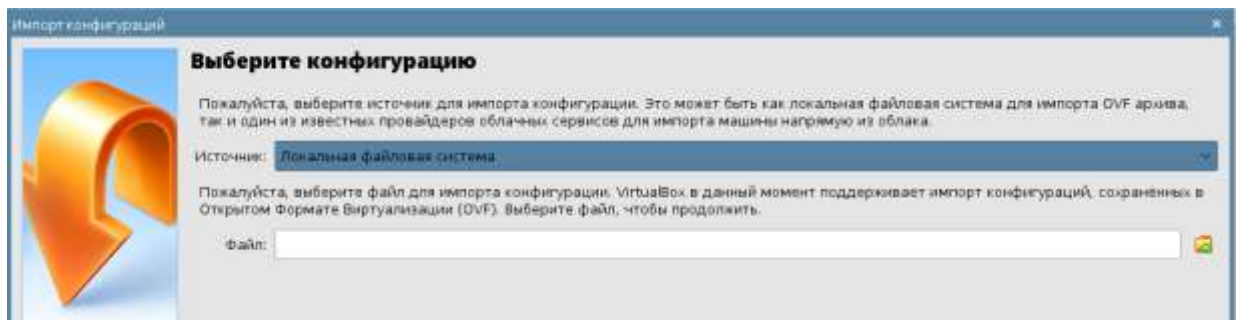 Импорт конфигураций
Выберите конфигурацию
Пожалуйста, выберите источник для импорта конфигурации. Это может быть как локальная файловая система для импорта OVF архива,
так и один из известных провайдеров облачных сервисов для импорта машины напрямую из облака.
Источник: Локальная файловая система
Пожалуйста, выберите файл для импорта конфигурации. VirtualBox в данный момент поддерживает импорт конфигураций, сохранённых в
Открытом Формате Виртуализации (OVF). Выберите файл, чтобы продолжить.
Файл: